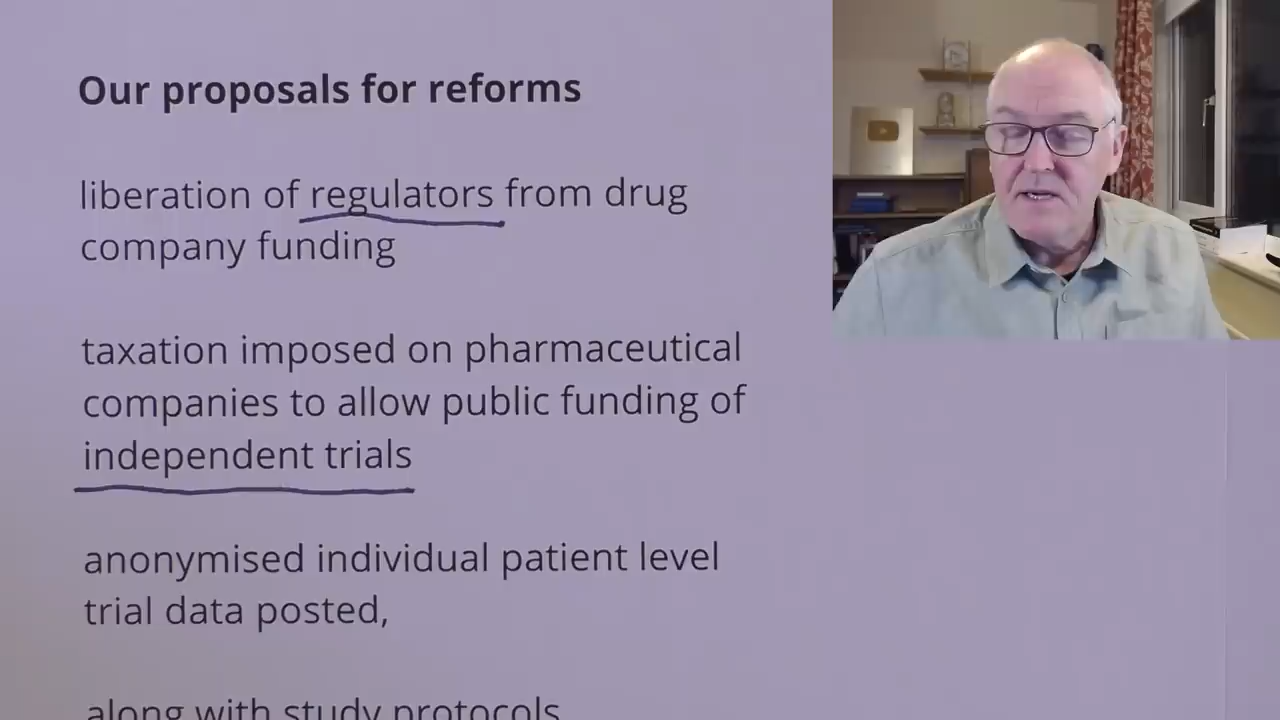 Our proposals for reforms
liberation of regulators from drug
company funding
taxation imposed on pharmaceutical
companies to allow public funding of
independent trials
anonymised individual patient level
trial data posted,
along with study protocols